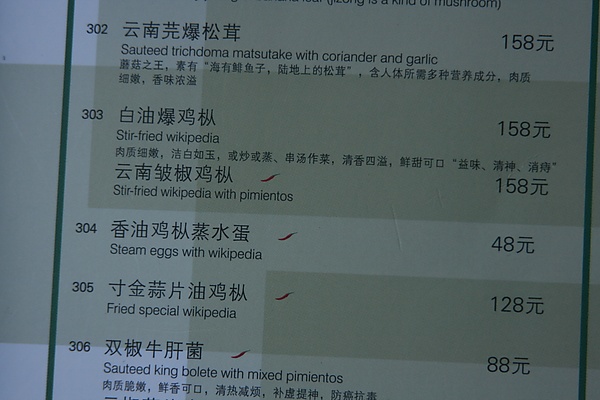 banana leaf (jizong is a kind of mushroom)
302 云南芫爆松茸 158元
Sauteed trichdoma matsutake with coriander and garlic
蘑菇之王，素有“海有鲱鱼子，陆地上的松茸”，含人体所需多种营养成分，肉质
细嫩，香味浓溢
303 白油爆鸡枞 158元
Stir-fried wikipedia
肉质细嫩，洁白如玉，或炒或蒸、串汤作菜，清香四溢，鲜甜可口“益味、清神、消痔”
云南皱椒鸡枞 158元
Stir-fried wikipedia with pimientos
304 香油鸡枞蒸水蛋 48元
Steam eggs with wikipedia
305 寸金蒜片油鸡枞 128元
Fried special wikipedia
306 双椒牛肝菌 88元
Sauteed king bolete with mixed pimientos
肉质脆嫩，鲜香可口，清热减烦，补虚提神，防癌抗毒